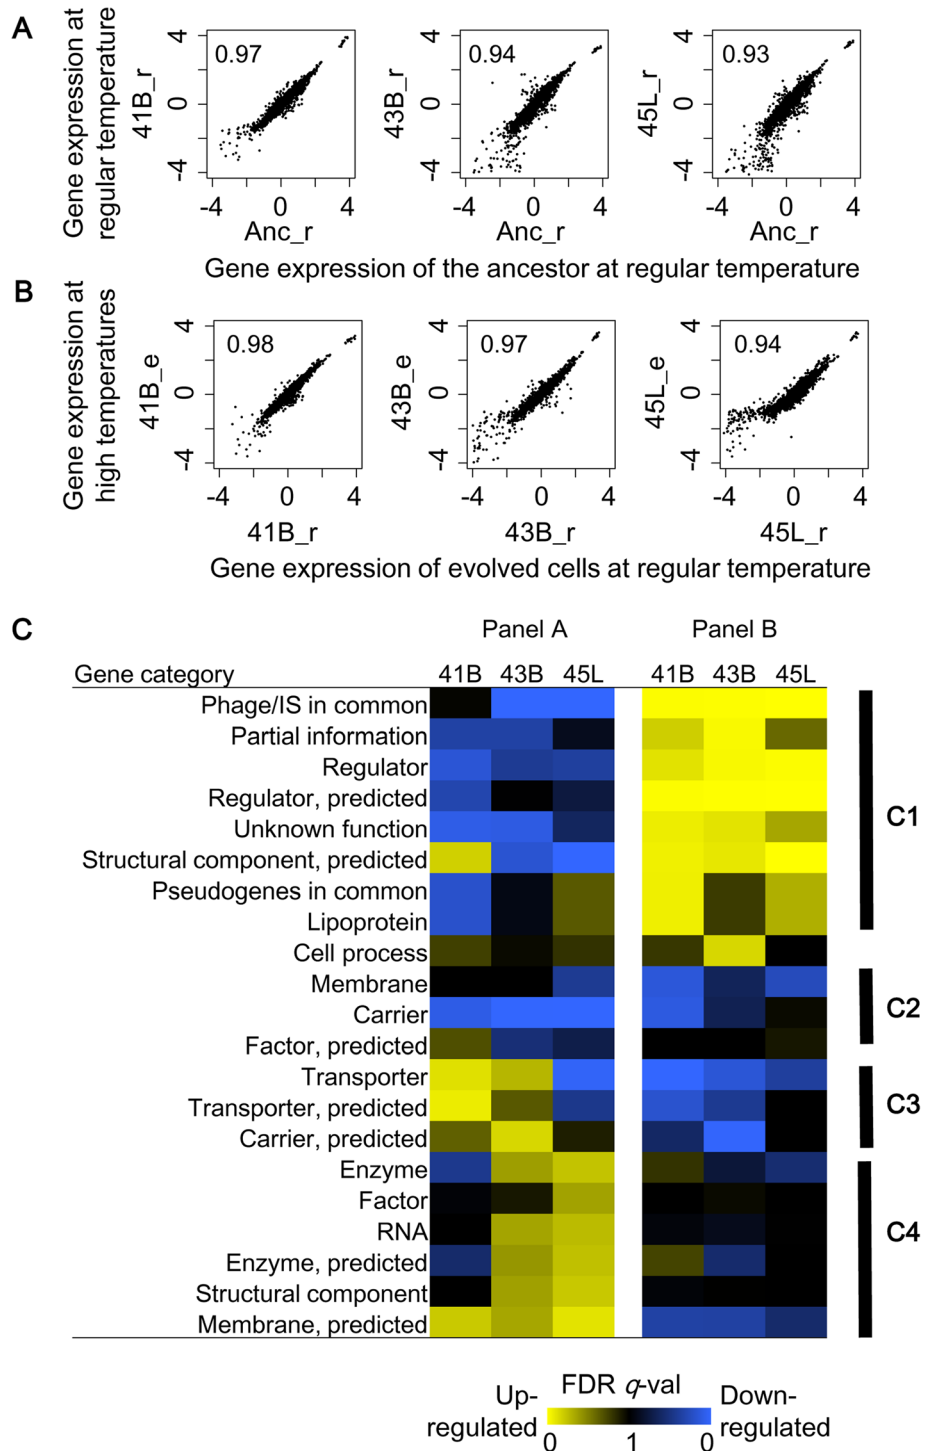 A
Gene expression at
regular temperature
41B_r
4
0
-4
0.97
-4
0
4
Anc_r
43B_r
4
0
-4
0.94
-4
0
4
Anc_r
45L_r
4
0
-4
0.93
-4
0
4
Anc_r
Gene expression of the ancestor at regular temperature
B
Gene expression at
high temperatures
41B_e
4
0
-4
0.98
-4
0
4
41B_r
43B_e
4
0
-4
0.97
-4
0
4
43B_r
45L_e
4
0
-4
0.94
-4
0
4
45L_r
Gene expression of evolved cells at regular temperature
C
Panel A Panel B
Gene category 41B 43B 45L 41B 43B 45L
Phage/IS in common
Partial information
Regulator
Regulator, predicted
Unknown function
Structural component, predicted
Pseudogenes in common
Lipoprotein
Cell process
Membrane
Carrier
Factor, predicted
Transporter
Transporter, predicted
Carrier, predicted
Enzyme
Factor
RNA
Enzyme, predicted
Structural component
Membrane, predicted
C1
C2
C3
C4
Up-
regulated
FDR q-val
0 1 0
Down-
regulated